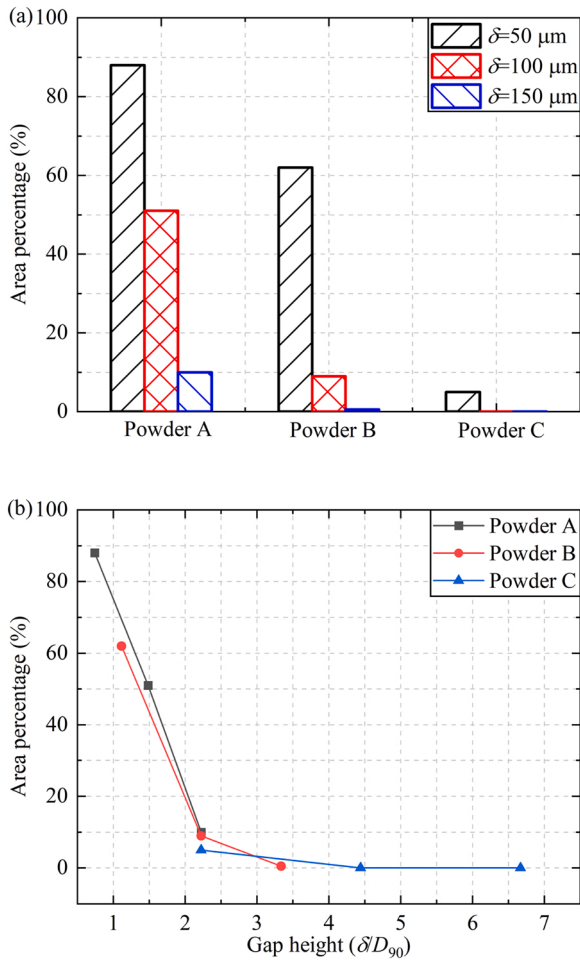 (a)
100
80
60
40
20
0
Area percentage (%)
δ=50 μm
δ=100 μm
δ=150 μm
Powder A
Powder B
Powder C
(b)
100
80
60
40
20
0
Area percentage (%)
Powder A
Powder B
Powder C
1 2 3 4 5 6 7
Gap height (δ/D90)